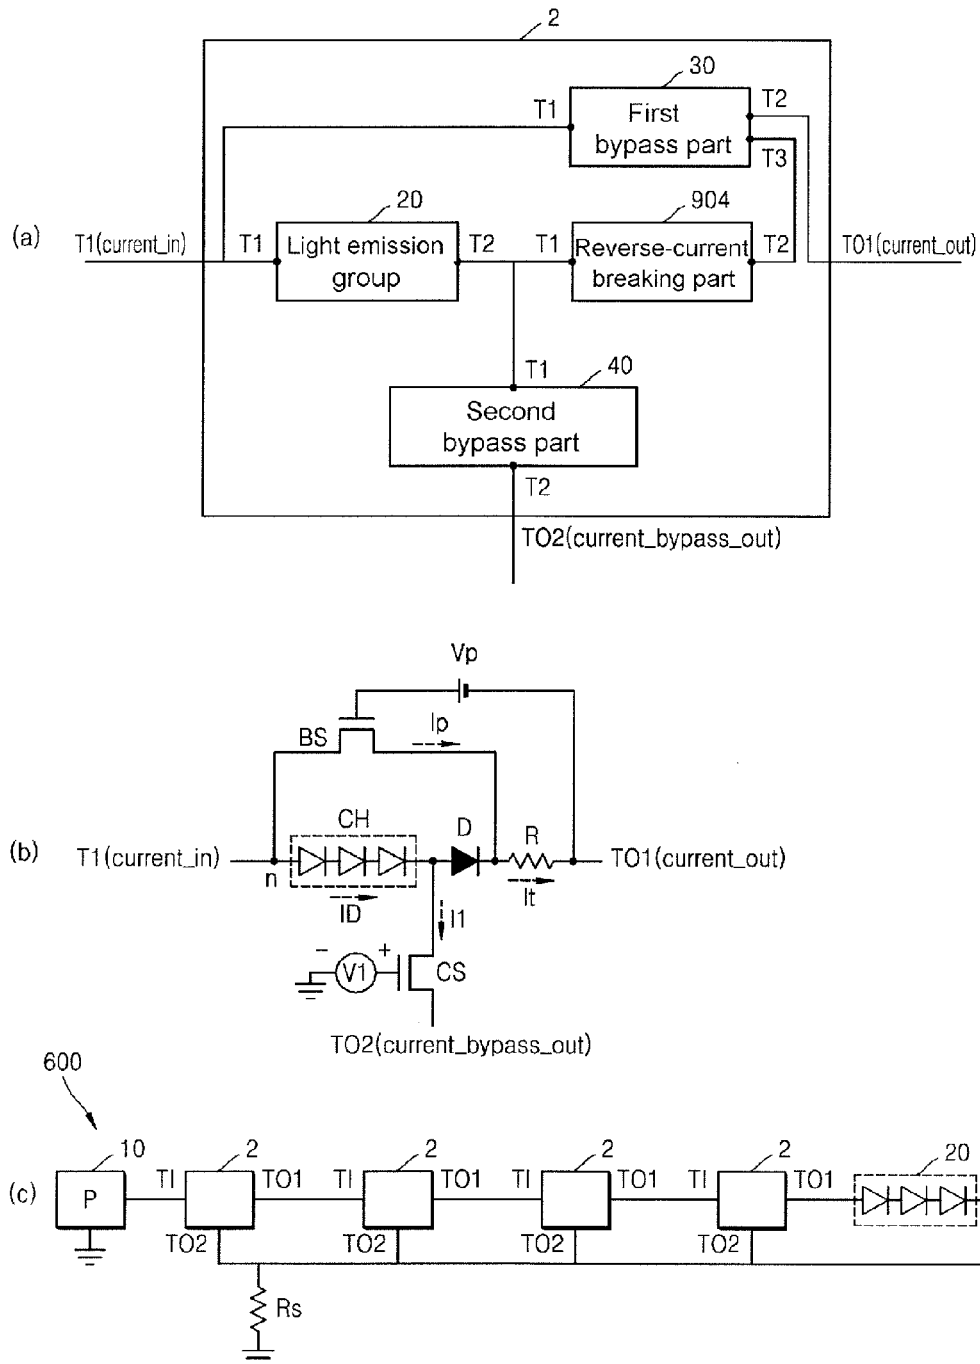 2
30
T1
First
bypass part
T2
T3
20
904
(a)
T1(current_in)
T1
Light emission
group
T2
T1
Reverse-current
breaking part
T2
TO1(current_out)
T1
40
Second
bypass part
T2
TO2(current_bypass_out)
Vp
BS
Ip
CH
D
R
(b)
T1(current_in)
n
TO1(current_out)
ID
It
I1
-
+
V1
CS
TO2(current_bypass_out)
600
10
2
2
2
2
20
(c)
P
TI
TO1
TI
TO1
TI
TO1
TI
TO1
TO2
TO2
TO2
TO2
Rs